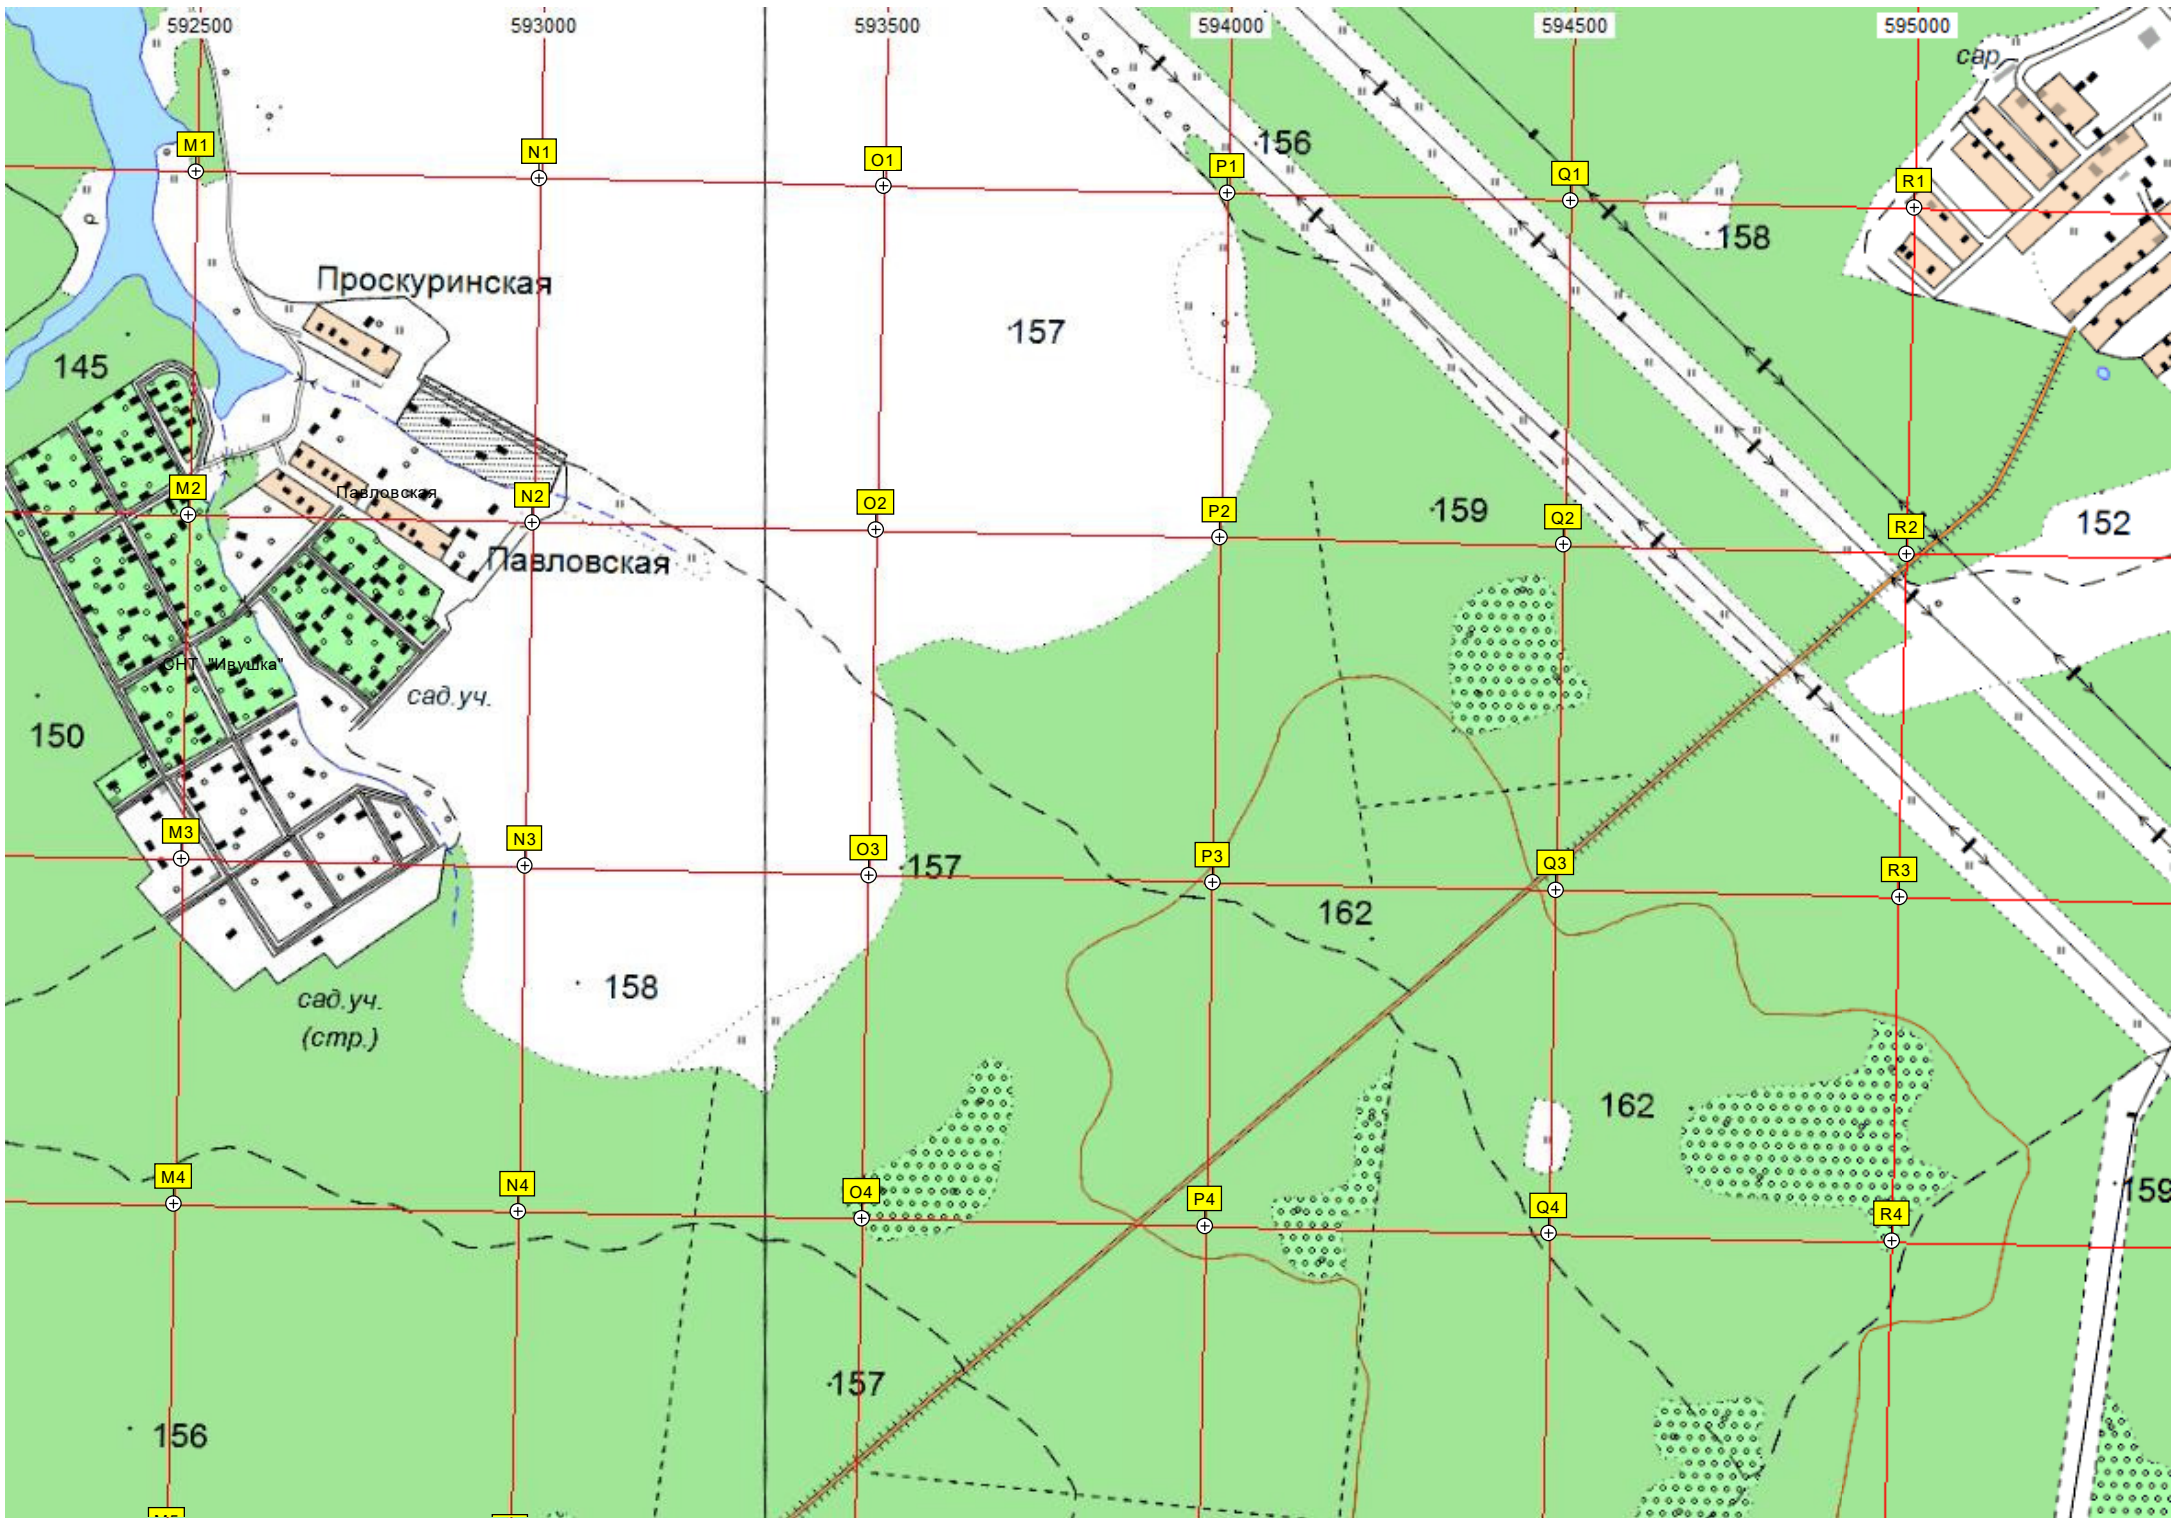 592500 593000 593500 594000 594500 595000
сар.
M1 N1 O1 P1 Q1 R1
156
158
Проскуринская
157
145
M2 N2 O2 P2 Q2 R2
Павловская
159
152
Павловская
СНТ "Ивушка"
сад.уч.
150
M3 N3 O3 P3 Q3 R3
157
162
158
сад.уч.
(стр.)
162
M4 N4 O4 P4 Q4 R4
159
157
156